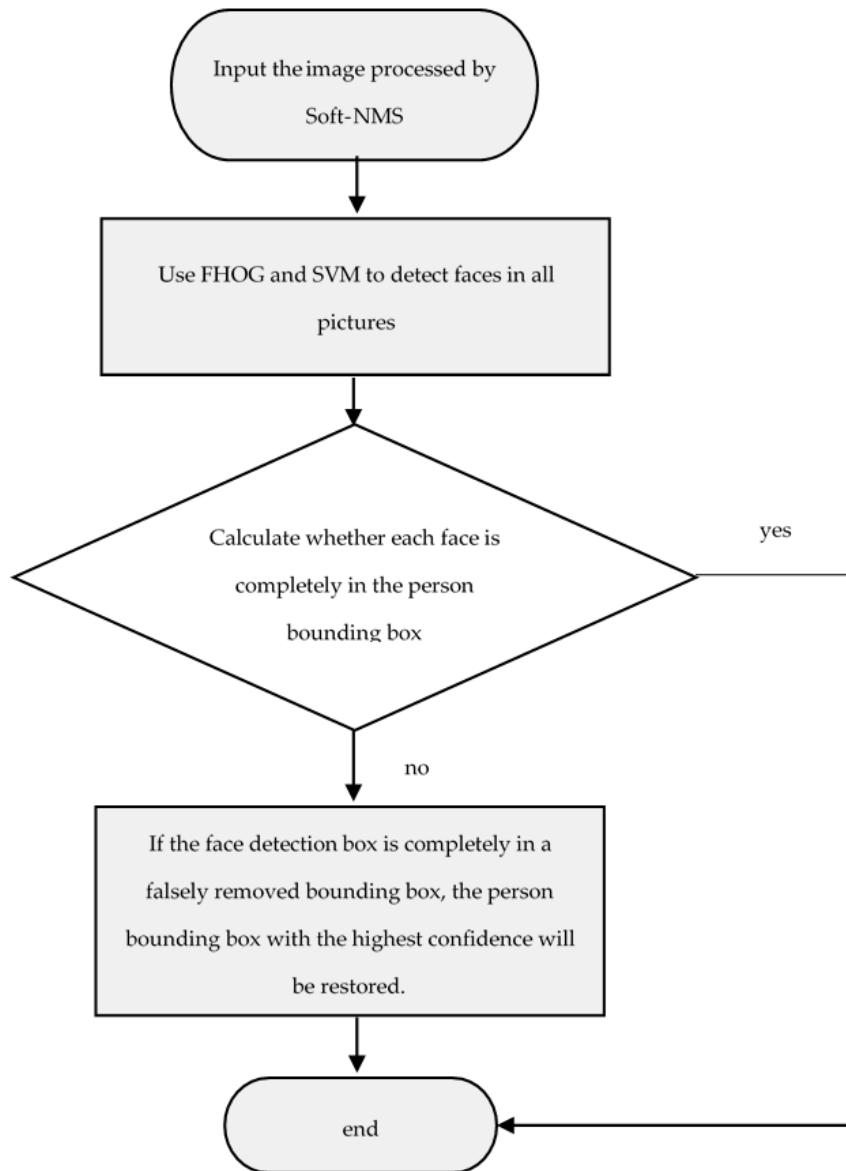 Input the image processed by
Soft-NMS
Use FHOG and SVM to detect faces in all
pictures
Calculate whether each face is
completely in the person
bounding box
yes
no
If the face detection box is completely in a
falsely removed bounding box, the person
bounding box with the highest confidence will
be restored.
end